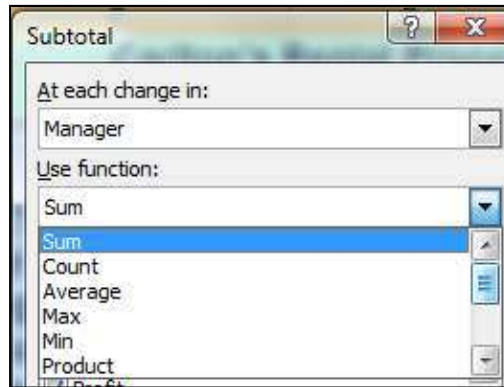 Subtotal
?
At each change in:
Manager
Use function:
Sum
Sum
Count
Average
Max
Min
Product